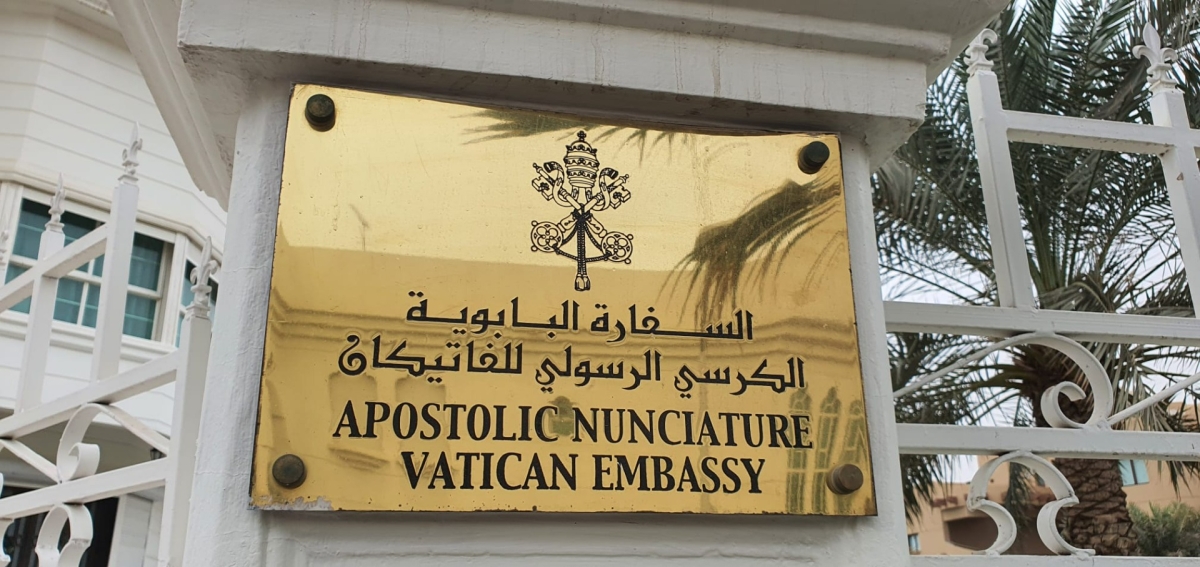 السفارة البابوية
الكرسي الرسولي للفاتيكان
APOSTOLIC NUNCIATURE
VATICAN EMBASSY